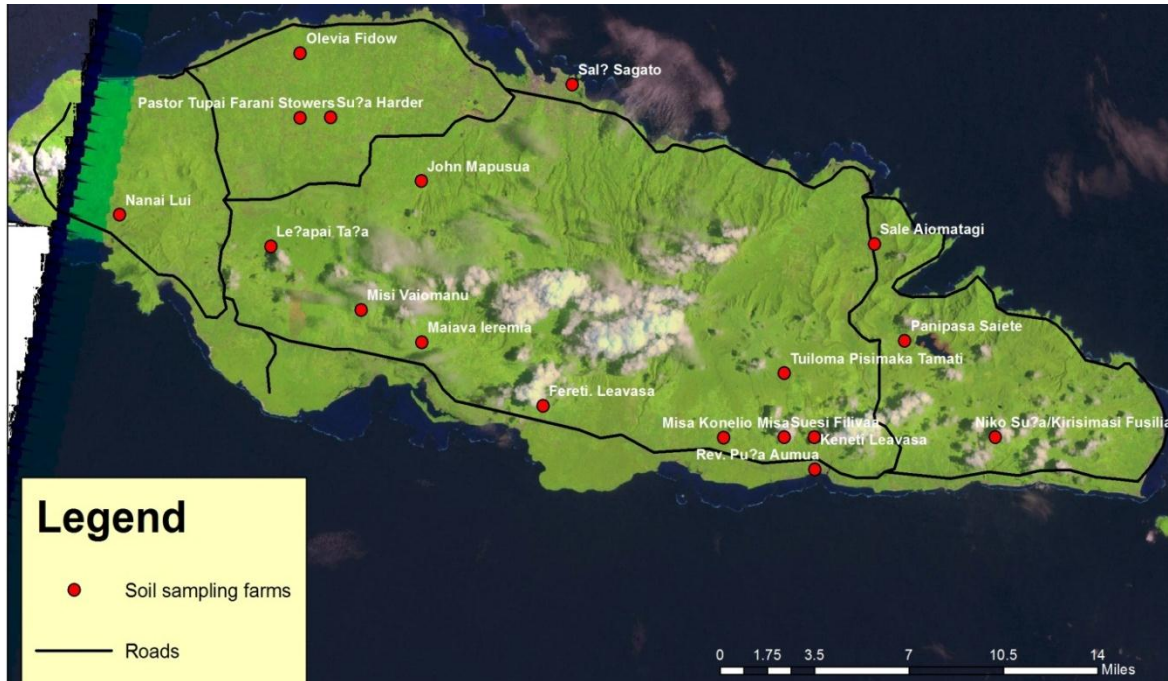 Olevia Fidow
Sal? Sagato
Pastor Tupai Farani Stowers
Su?a Harder
John Mapusua
Nanai Lui
Sale Aiomatagi
Le?apai Ta?a
Misi Vaiomanu
Maiava Ieremia
Panipasa Saiete
Tuiloma Pisimaka Tamati
Fereti. Leavasa
Misa Konelio Misa
Suesi Filivaa
Niko Su?a/Kirisimasi Fusilia
Keneti Leavasa
Rev. Pu?a Aumua
Legend
Soil sampling farms
Roads
0 1.75 3.5 7 10.5 14
Miles